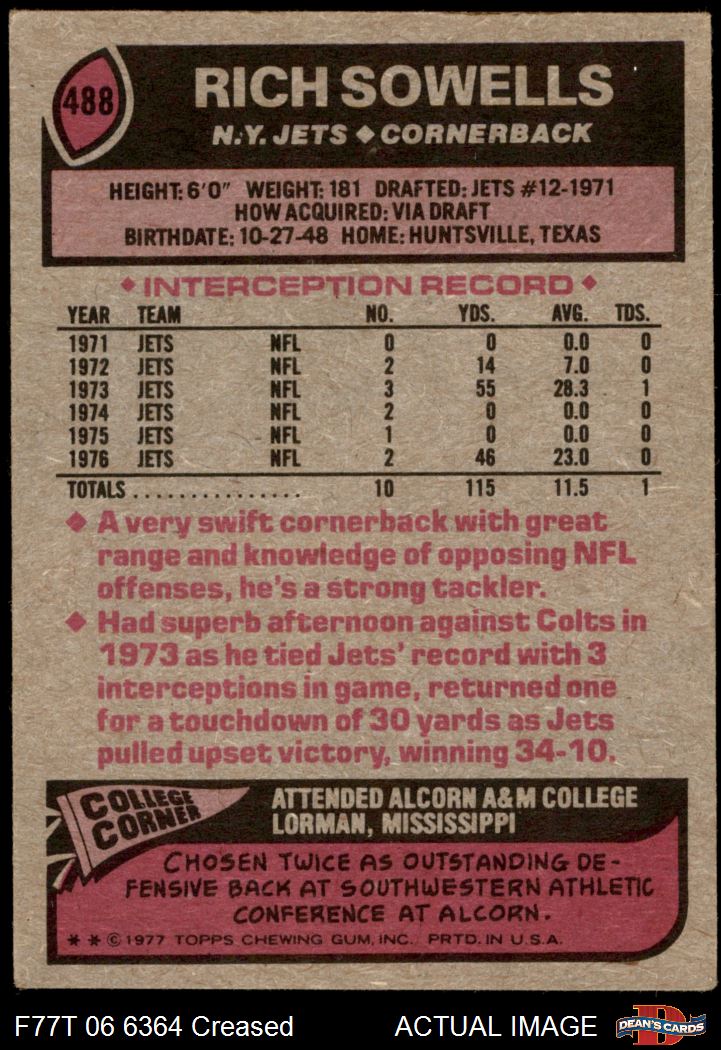 488
RICH SOWELLS
N.Y. JETS ◆ CORNERBACK
HEIGHT: 6'0" WEIGHT: 181 DRAFTED: JETS #12-1971
HOW ACQUIRED: VIA DRAFT
BIRTHDATE: 10-27-48 HOME: HUNTSVILLE, TEXAS
◆ INTERCEPTION RECORD ◆
YEAR TEAM NO. YDS. AVG. TDS.
1971 JETS NFL 0 0 0.0 0
1972 JETS NFL 2 14 7.0 0
1973 JETS NFL 3 55 28.3 1
1974 JETS NFL 2 0 0.0 0
1975 JETS NFL 1 0 0.0 0
1976 JETS NFL 2 46 23.0 0
TOTALS ................ 10 115 11.5 1
◆ A very swift cornerback with great
range and knowledge of opposing NFL
offenses, he's a strong tackler.
◆ Had superb afternoon against Colts in
1973 as he tied Jets' record with 3
interceptions in game, returned one
for a touchdown of 30 yards as Jets
pulled upset victory, winning 34-10.
COLLEGE
CORNER
ATTENDED ALCORN A&M COLLEGE
LORMAN, MISSISSIPPI
CHOSEN TWICE AS OUTSTANDING DE-
FENSIVE BACK AT SOUTHWESTERN ATHLETIC
CONFERENCE AT ALCORN.
* * © 1977 TOPPS CHEWING GUM, INC. PRTD. IN U.S.A.
F77T 06 6364 Creased ACTUAL IMAGE
D
DEAN'S CARDS